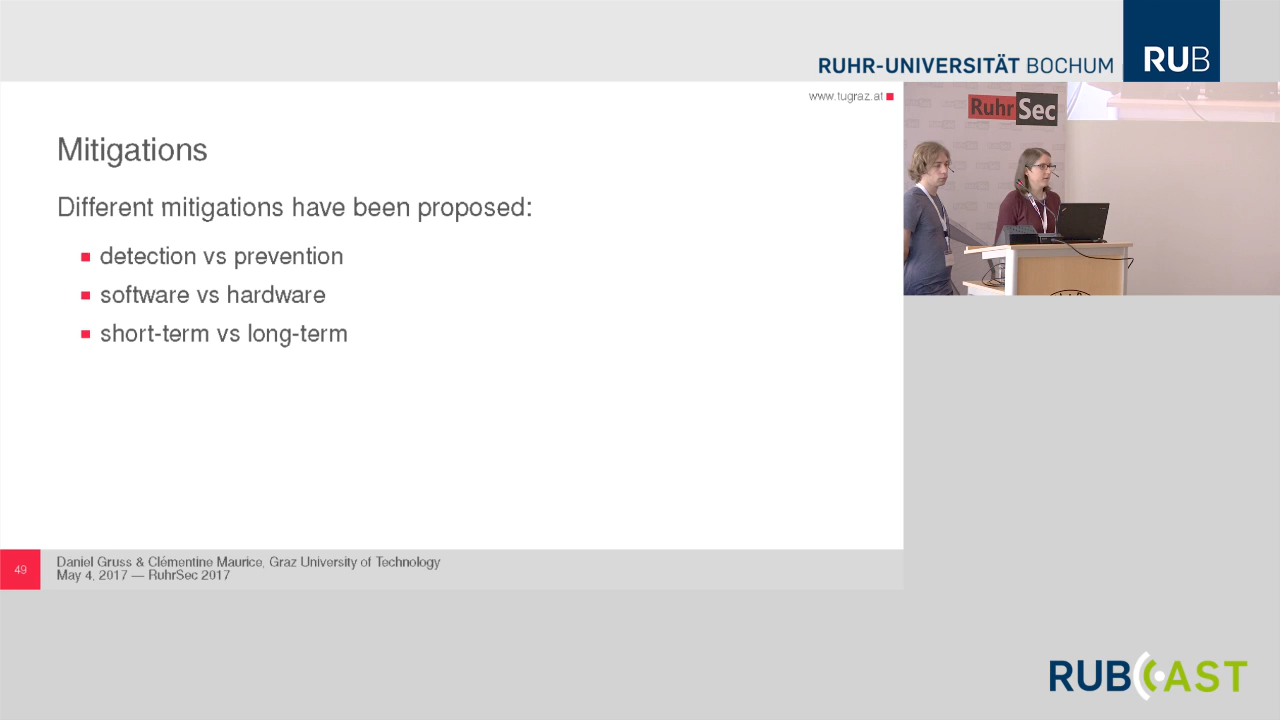 RUHR-UNIVERSITÄT BOCHUM
RUB
www.tugraz.at
RuhrSec
Mitigations
Different mitigations have been proposed:
detection vs prevention
software vs hardware
short-term vs long-term
49
Daniel Gruss & Clémentine Maurice, Graz University of Technology
May 4, 2017 — RuhrSec 2017
RUBCAST